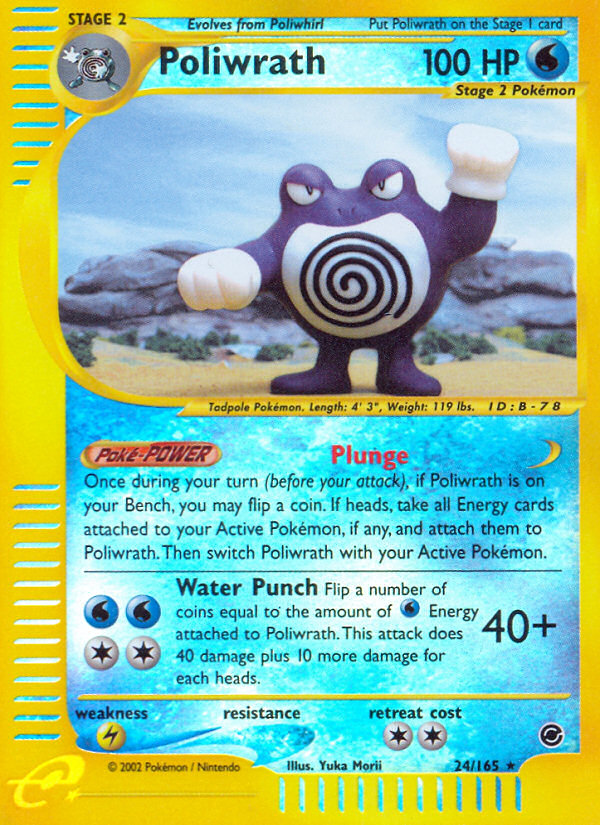 STAGE 2
Evolves from Poliwhirl
Put Poliwrath on the Stage 1 card
Poliwrath
100 HP
Stage 2 Pokémon
Tadpole Pokémon. Length: 4' 3", Weight: 119 lbs. ID:B-78
Poké-POWER
Plunge
Once during your turn (before your attack), if Poliwrath is on
your Bench, you may flip a coin. If heads, take all Energy cards
attached to your Active Pokémon, if any, and attach them to
Poliwrath. Then switch Poliwrath with your Active Pokémon.
Water Punch Flip a number of
coins equal to the amount of Energy
attached to Poliwrath. This attack does
40 damage plus 10 more damage for
each heads.
40+
weakness
resistance
retreat cost
© 2002 Pokémon / Nintendo
Illus. Yuka Morii
24/165 ★
e